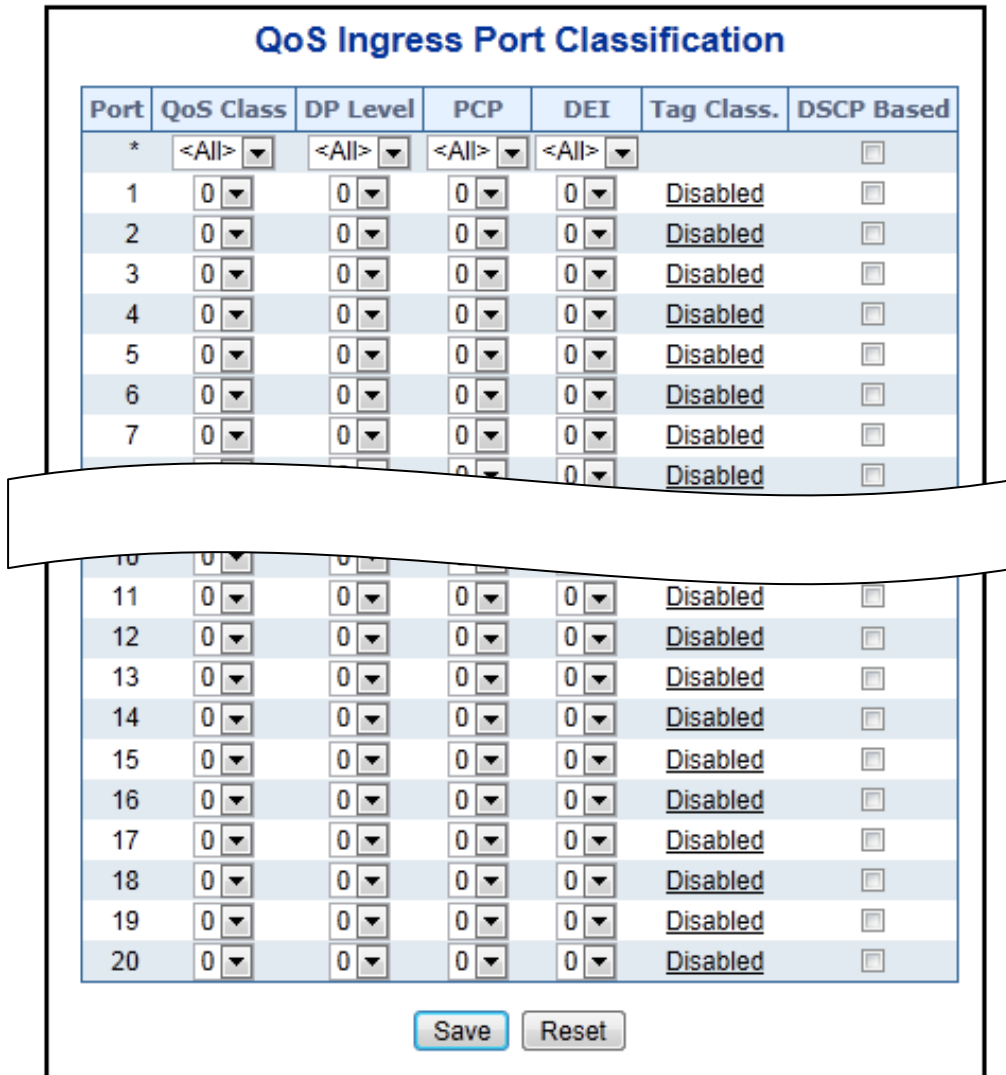 QoS Ingress Port Classification
Port QoS Class DP Level PCP DEI Tag Class. DSCP Based
* <All> <All> <All> <All>
1 0 0 0 0 Disabled
2 0 0 0 0 Disabled
3 0 0 0 0 Disabled
4 0 0 0 0 Disabled
5 0 0 0 0 Disabled
6 0 0 0 0 Disabled
7 0 0 0 0 Disabled
0 0 Disabled
10 0 0
11 0 0 0 0 Disabled
12 0 0 0 0 Disabled
13 0 0 0 0 Disabled
14 0 0 0 0 Disabled
15 0 0 0 0 Disabled
16 0 0 0 0 Disabled
17 0 0 0 0 Disabled
18 0 0 0 0 Disabled
19 0 0 0 0 Disabled
20 0 0 0 0 Disabled
Save Reset